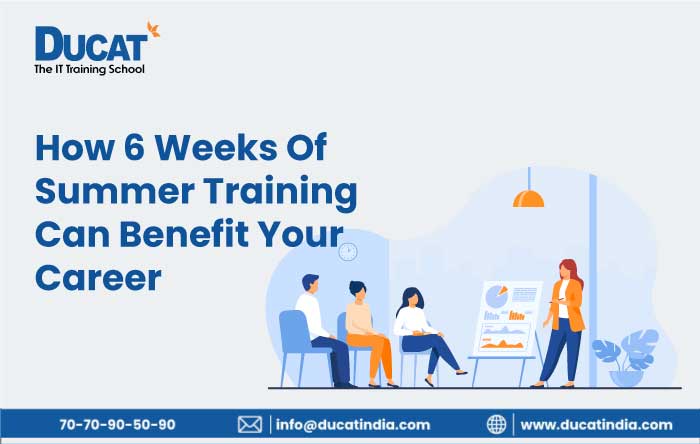 DUCAT
The IT Training School
How 6 Weeks Of
Summer Training
Can Benefit Your
Career
70-70-90-50-90 | info@ducatindia.com | www.ducatindia.com